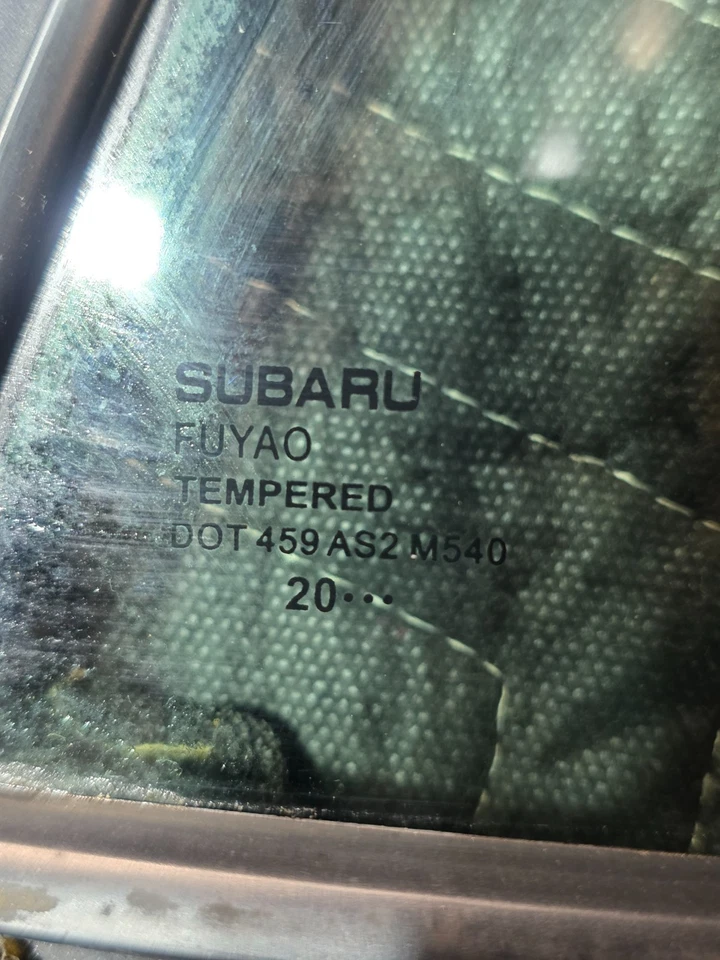 SUBARU
FUYAO
TEMPERED
DOT 459 AS2 M540
20•••